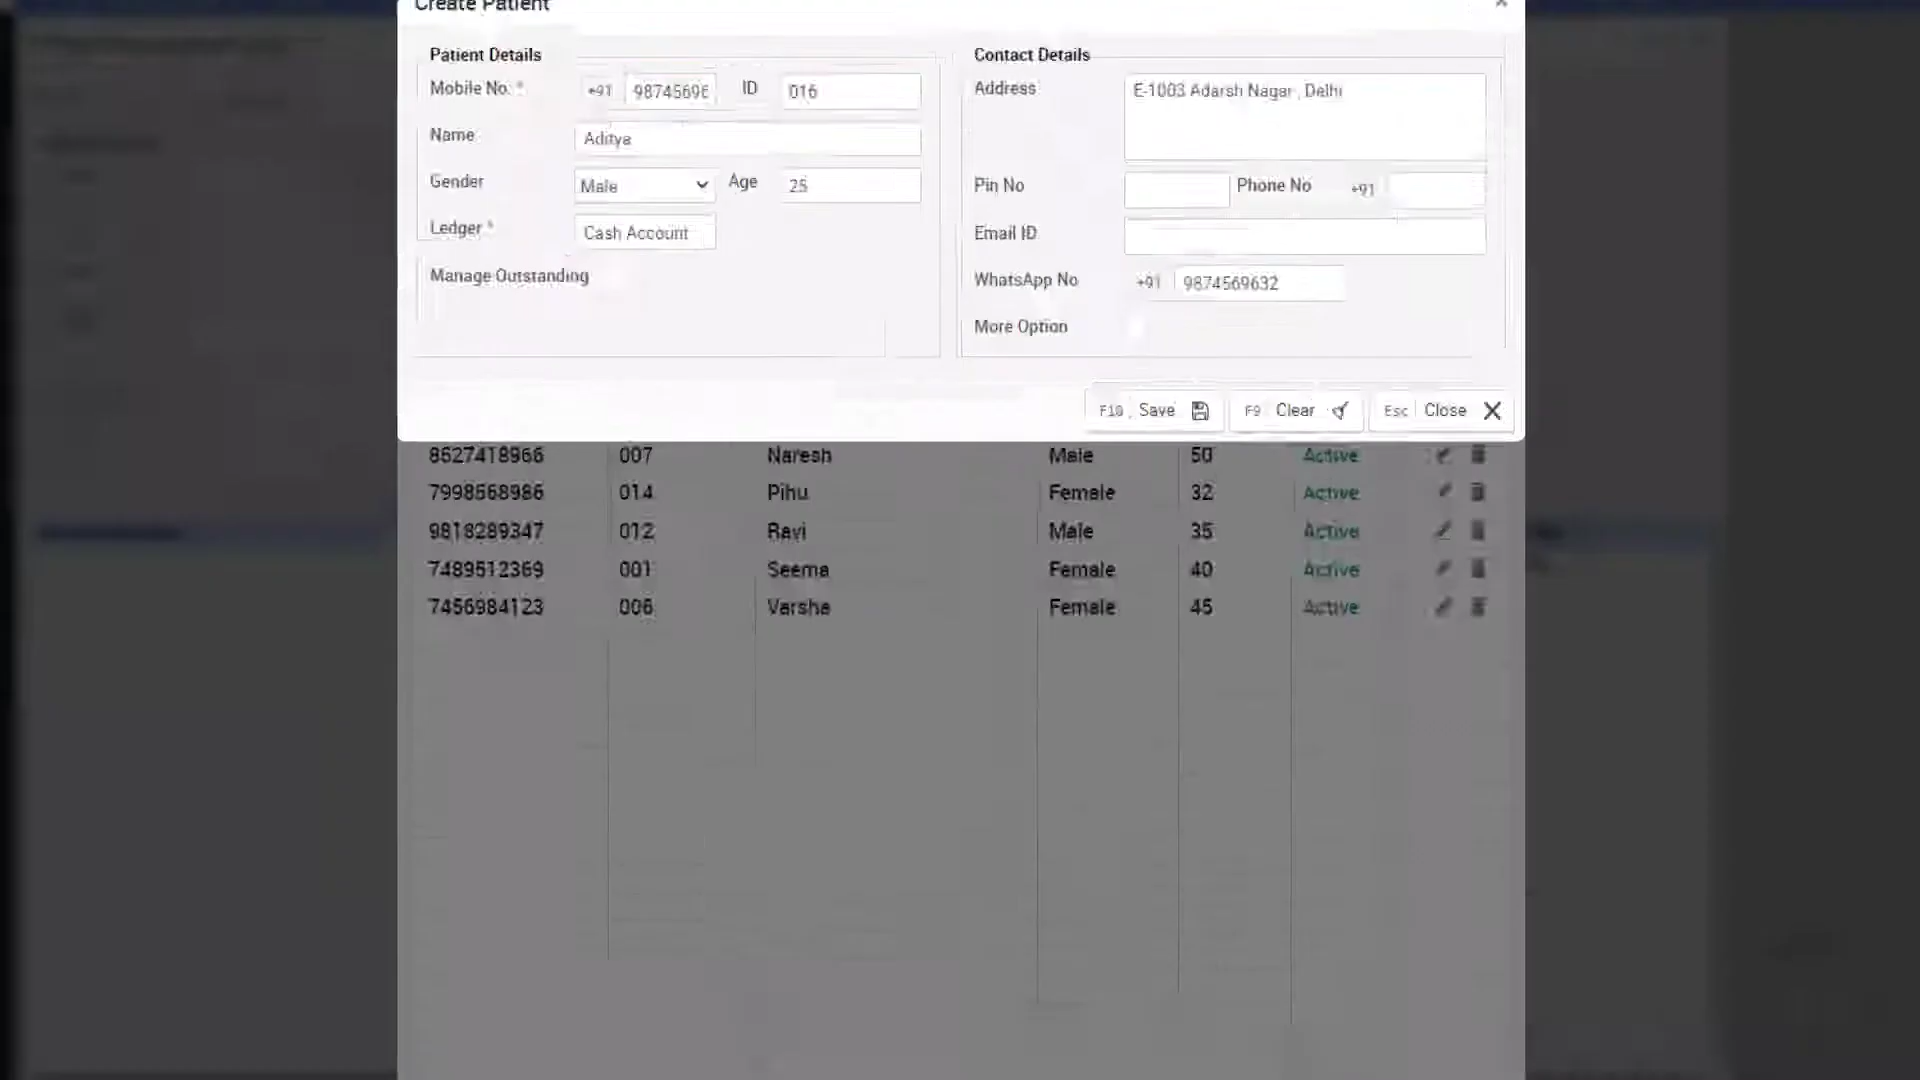 Create Patient
Patient Details
Mobile No. * +91 98745696 ID 016
Name Aditya
Gender Male Age 25
Ledger * Cash Account
Manage Outstanding
Contact Details
Address E-1003 Adarsh Nagar , Delhi
Pin No Phone No +91
Email ID
WhatsApp No +91 9874569632
More Option
F10 Save F9 Clear Esc Close
8527418966 007 Naresh Male 50 Active
7998568986 014 Pihu Female 32 Active
9818289347 012 Ravi Male 35 Active
7489512369 001 Seema Female 40 Active
7456984123 006 Varsha Female 45 Active